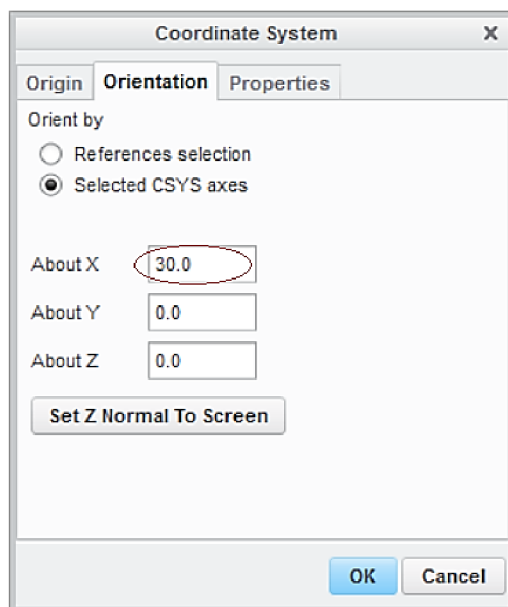 Coordinate System X
Origin Orientation Properties
Orient by
References selection
Selected CSYS axes
About X 30.0
About Y 0.0
About Z 0.0
Set Z Normal To Screen
OK Cancel